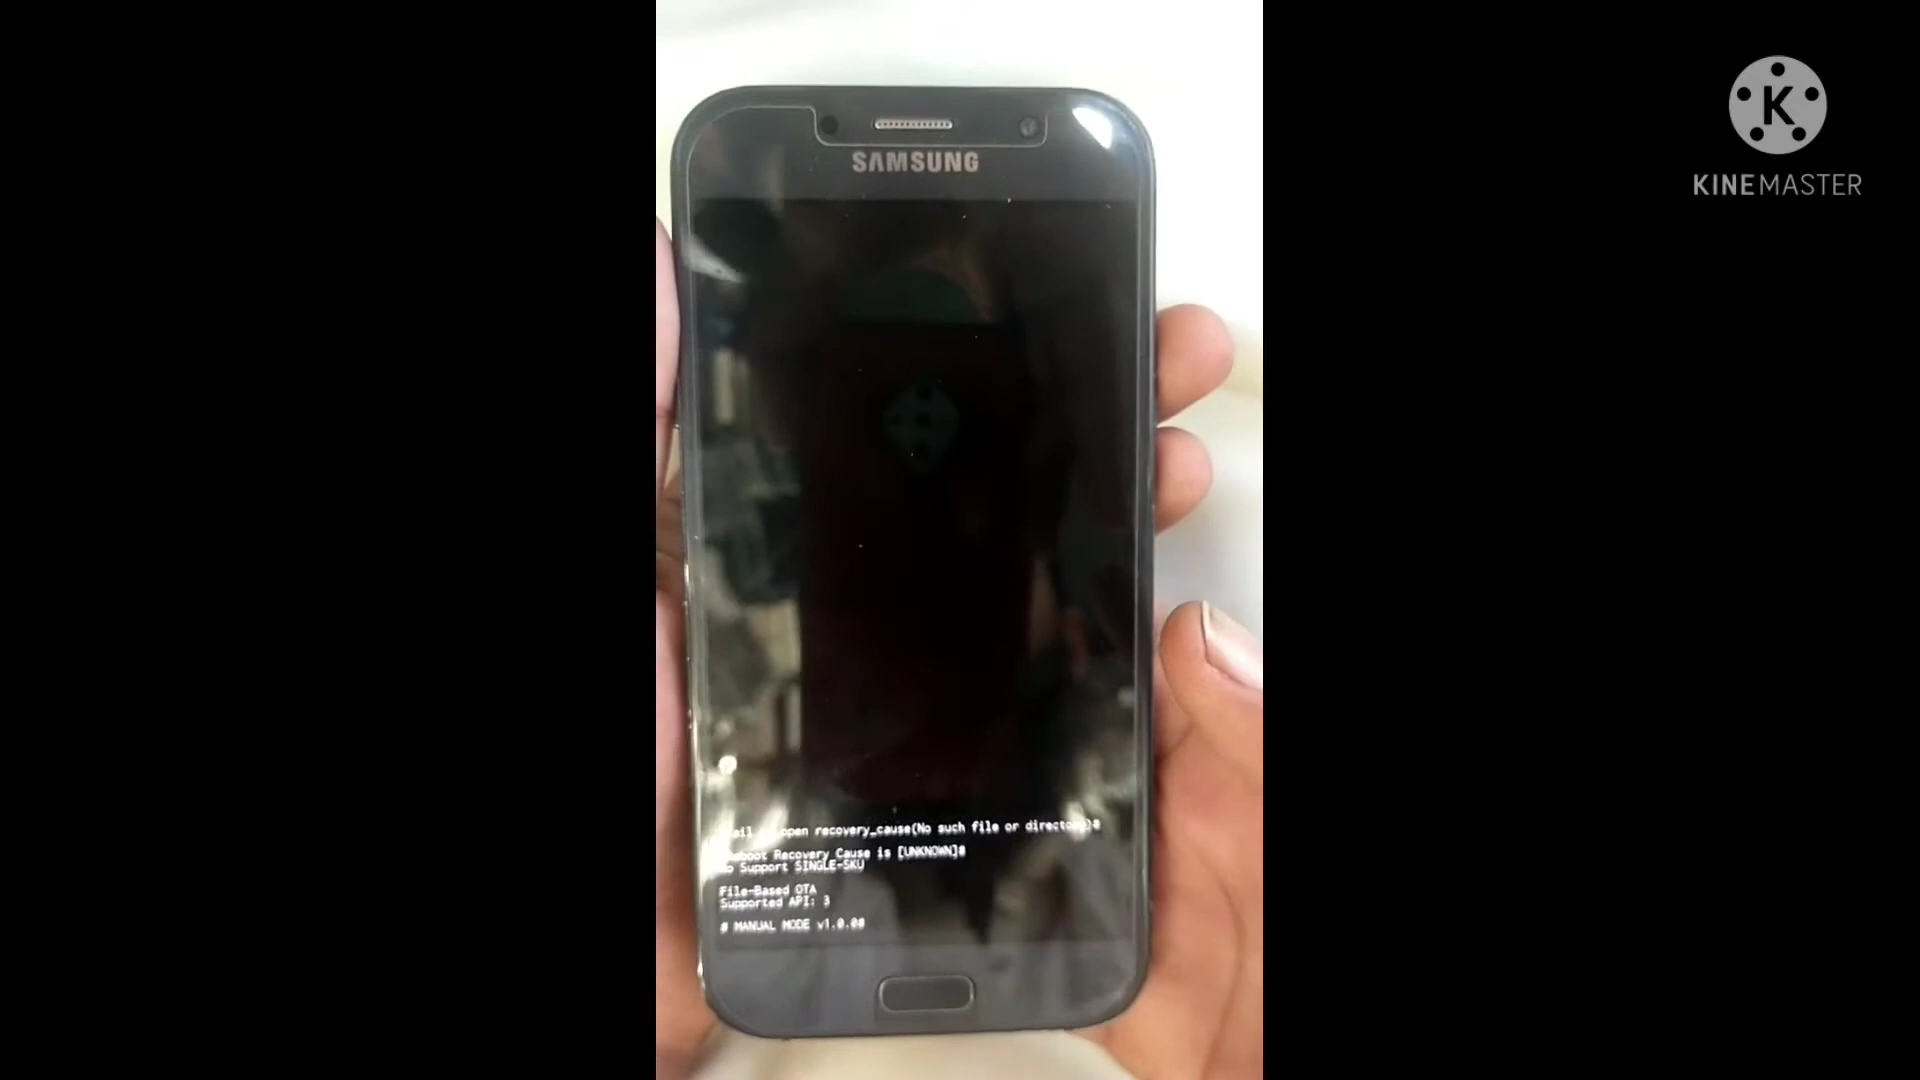 SAMSUNG
K
KINEMASTER
open recovery_cause(No such file or directory)#
Recovery Cause is [UNKNOWN]#
Support SINGLE-SKU
File-Based OTA
Supported API: 3
# MANUAL MODE v1.0.0#